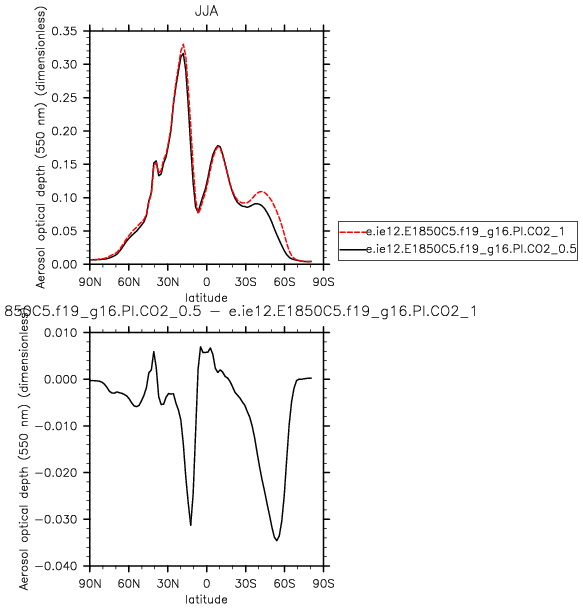 JJA
Aerosol optical depth (550 nm) (dimensionless)
0.35
0.30
0.25
0.20
0.15
0.10
0.05
0.00
90N 60N 30N 0 30S 60S 90S
latitude
e.ie12.E1850C5.f19_g16.PI.CO2_1
e.ie12.E1850C5.f19_g16.PI.CO2_0.5
850C5.f19_g16.PI.CO2_0.5 − e.ie12.E1850C5.f19_g16.PI.CO2_1
Aerosol optical depth (550 nm) (dimensionless)
0.010
0.000
−0.010
−0.020
−0.030
−0.040
90N 60N 30N 0 30S 60S 90S
latitude